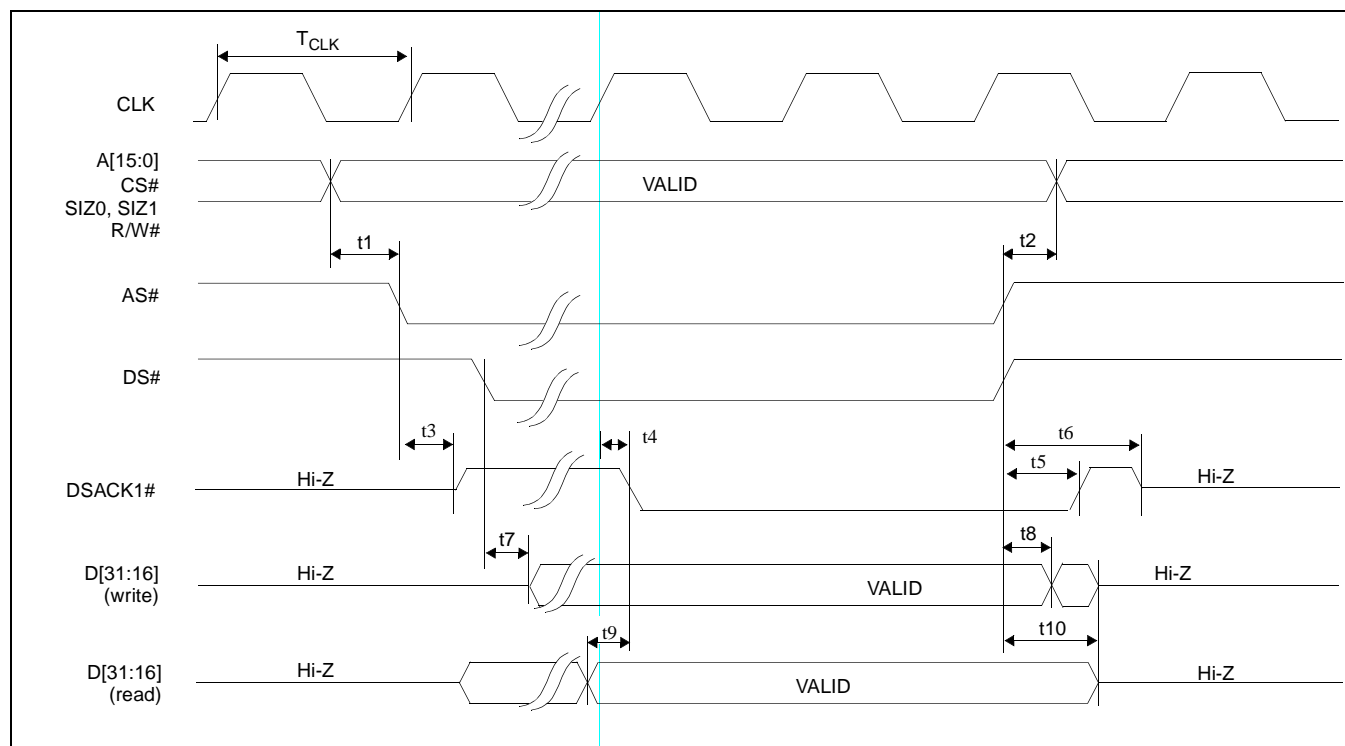 TCLK
CLK
A[15:0]
CS#
VALID
SIZ0, SIZ1
R/W#
t1
t2
AS#
DS#
t3
t4
t6
t5
DSACK1#
Hi-Z
Hi-Z
t7
t8
D[31:16]
(write)
Hi-Z
VALID
Hi-Z
t9
t10
D[31:16]
(read)
Hi-Z
VALID
Hi-Z